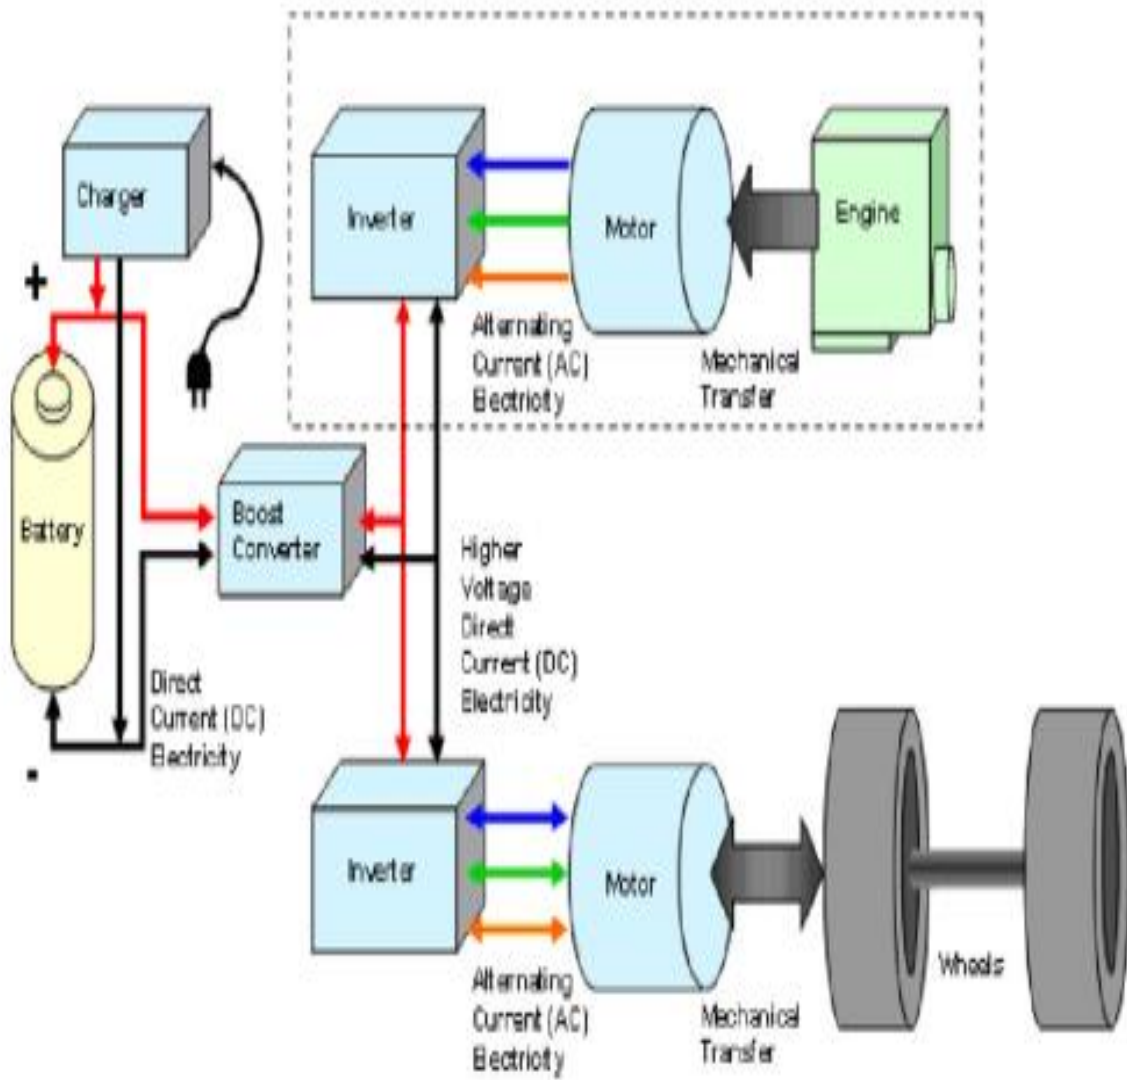 Charger
Inverter
Motor
Engine
+
Alternating
Current (AC)
Electricity
Mechanical
Transfer
Battery
Boost
Converter
Higher
Voltage
Direct
Current (DC)
Electricity
Direct
Current (DC)
Electricity
-
Inverter
Motor
Wheels
Alternating
Current (AC)
Electricity
Mechanical
Transfer